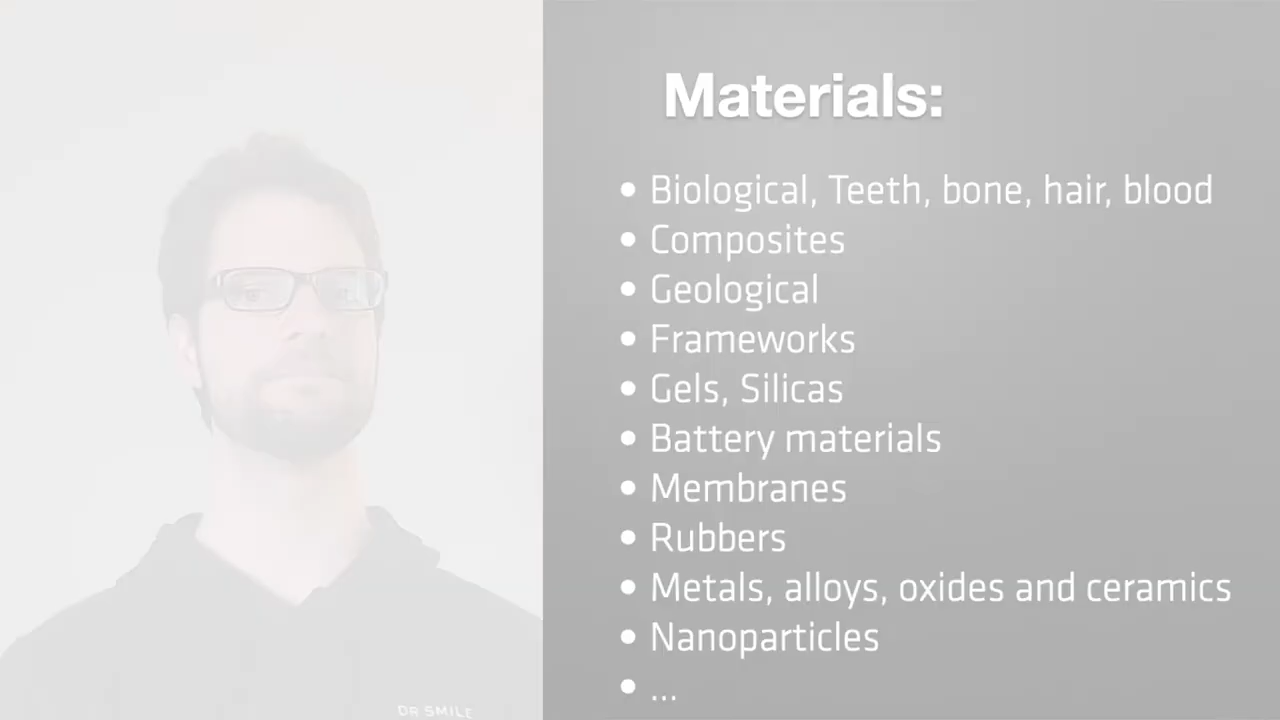 Materials:
• Biological, Teeth, bone, hair, blood
• Composites
• Geological
• Frameworks
• Gels, Silicas
• Battery materials
• Membranes
• Rubbers
• Metals, alloys, oxides and ceramics
• Nanoparticles
• ...
DR SMILE